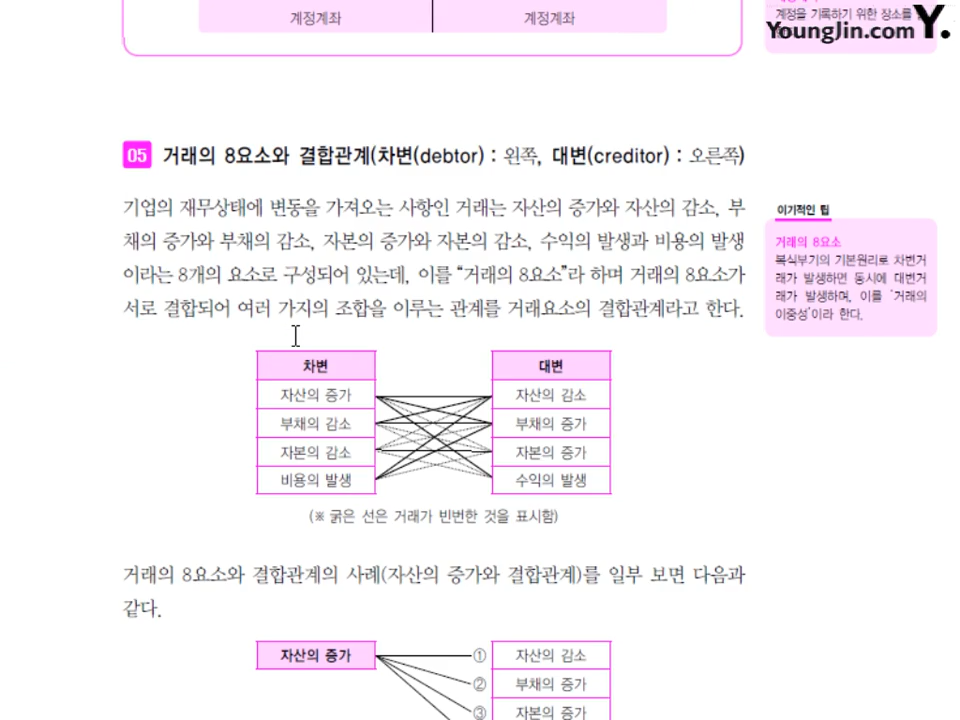 계정계좌 계정계좌
계정을 기록하기 위한 장소를
YoungJin.com Y.
05 거래의 8요소와 결합관계(차변(debtor) : 왼쪽, 대변(creditor) : 오른쪽)
기업의 재무상태에 변동을 가져오는 사항인 거래는 자산의 증가와 자산의 감소, 부
채의 증가와 부채의 감소, 자본의 증가와 자본의 감소, 수익의 발생과 비용의 발생
이라는 8개의 요소로 구성되어 있는데, 이를 “거래의 8요소”라 하며 거래의 8요소가
서로 결합되어 여러 가지의 조합을 이루는 관계를 거래요소의 결합관계라고 한다.
이기적인 팁
거래의 8요소
복식부기의 기본원리로 차변거
래가 발생하면 동시에 대변거
래가 발생하며, 이를 ‘거래의
이중성’이라 한다.
차변 대변
자산의 증가 자산의 감소
부채의 감소 부채의 증가
자본의 감소 자본의 증가
비용의 발생 수익의 발생
(※ 굵은 선은 거래가 빈번한 것을 표시함)
거래의 8요소와 결합관계의 사례(자산의 증가와 결합관계)를 일부 보면 다음과
같다.
자산의 증가 ① 자산의 감소
② 부채의 증가
③ 자본의 증가